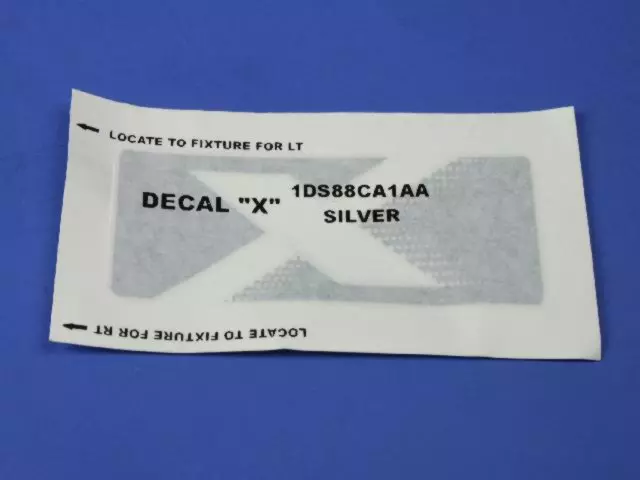 LOCATE TO FIXTURE FOR LT
DECAL "X" 1DS88CA1AA
SILVER
LOCATE TO FIXTURE FOR RT